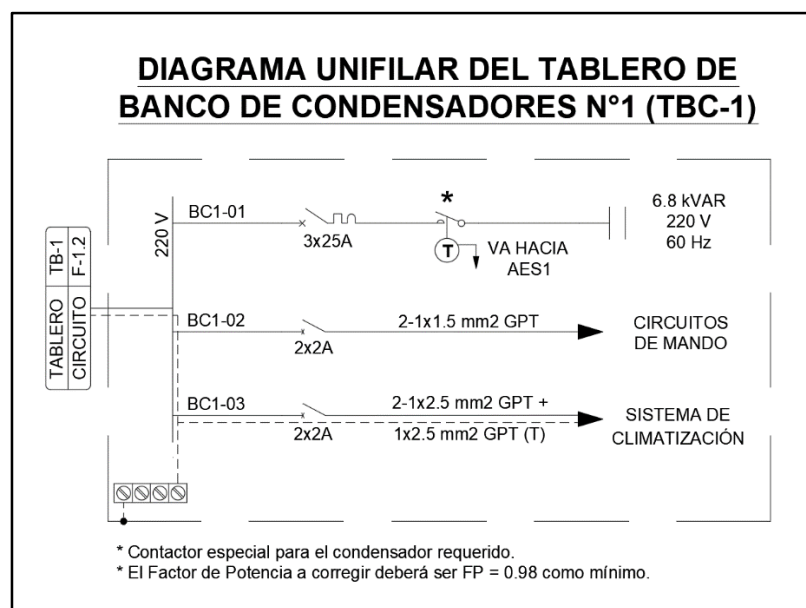 DIAGRAMA UNIFILAR DEL TABLERO DE
BANCO DE CONDENSADORES N°1 (TBC-1)
TABLERO TB-1
CIRCUITO F-1.2
220 V
BC1-01
3x25A
*
T
VA HACIA
AES1
6.8 kVAR
220 V
60 Hz
BC1-02
2x2A
2-1x1.5 mm2 GPT
CIRCUITOS
DE MANDO
BC1-03
2x2A
2-1x2.5 mm2 GPT +
1x2.5 mm2 GPT (T)
SISTEMA DE
CLIMATIZACIÓN
* Contactor especial para el condensador requerido.
* El Factor de Potencia a corregir deberá ser FP = 0.98 como mínimo.